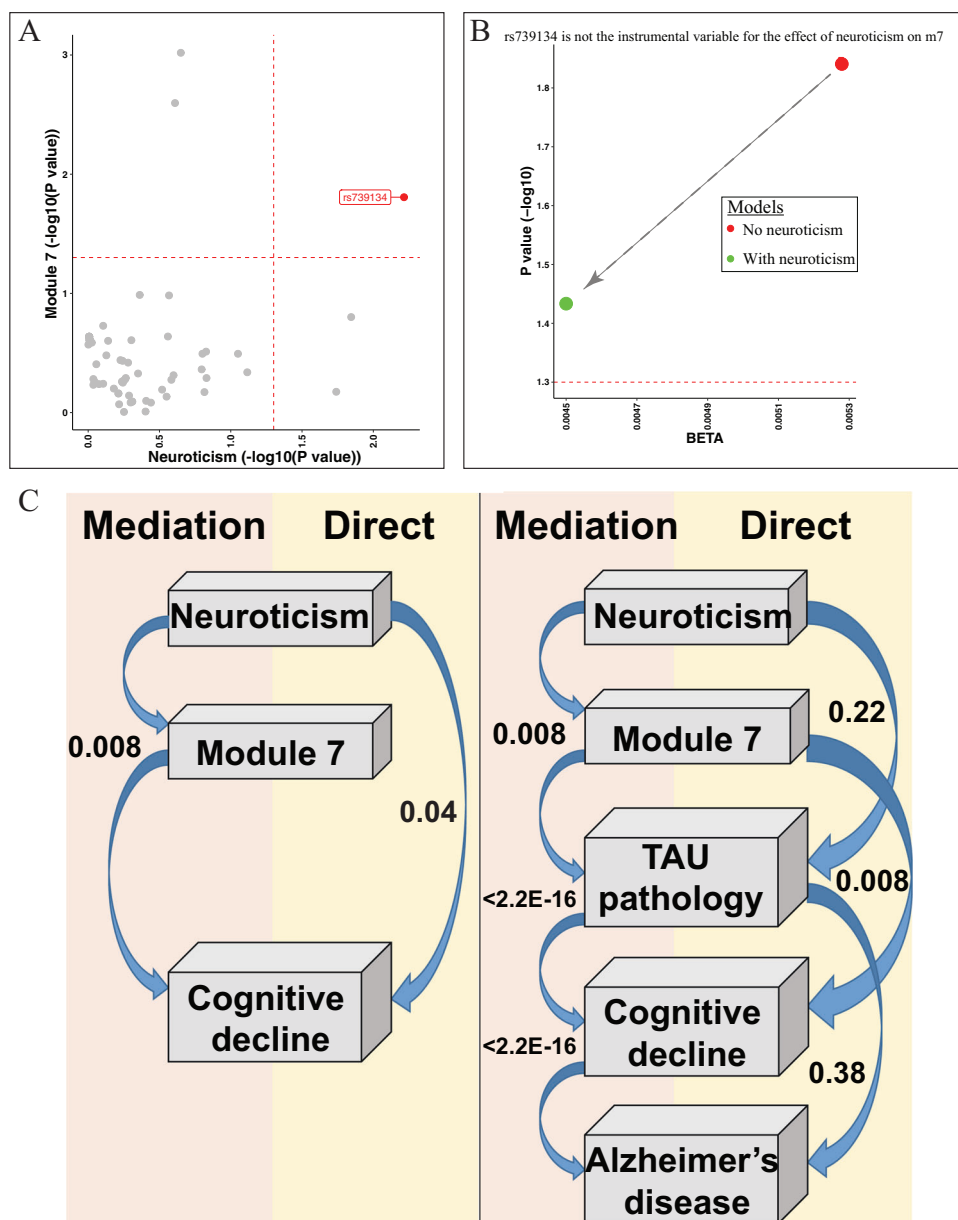 A
Module 7 (-log10(P value))
3
2
1
0
rs739134
0.0
0.5
1.0
1.5
2.0
Neuroticism (-log10(P value))
B
rs739134 is not the instrumental variable for the effect of neuroticism on m7
P value (−log10)
1.8
1.7
1.6
1.5
1.4
1.3
Models
No neuroticism
With neuroticism
0.0045
0.0047
0.0049
0.0051
0.0053
BETA
C
Mediation Direct
Neuroticism
0.008
Module 7
0.04
Cognitive
decline
Mediation Direct
Neuroticism
0.22
0.008
Module 7
TAU
pathology
0.008
<2.2E-16
Cognitive
decline
<2.2E-16
0.38
Alzheimer's
disease